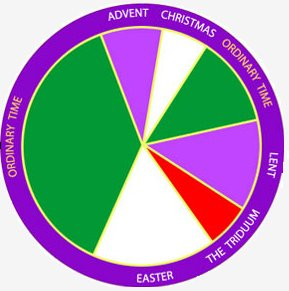 ADVENT
CHRISTMAS
ORDINARY TIME
LENT
THE TRIDUUM
EASTER
ORDINARY TIME